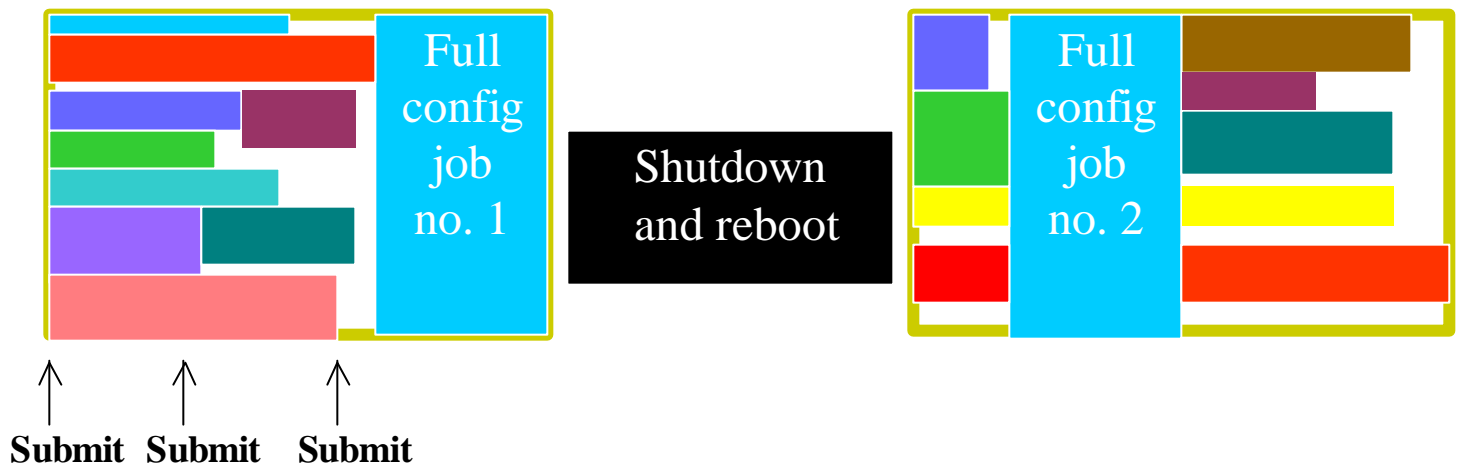 Full
config
job
no. 1
Shutdown
and reboot
Full
config
job
no. 2
Submit Submit Submit